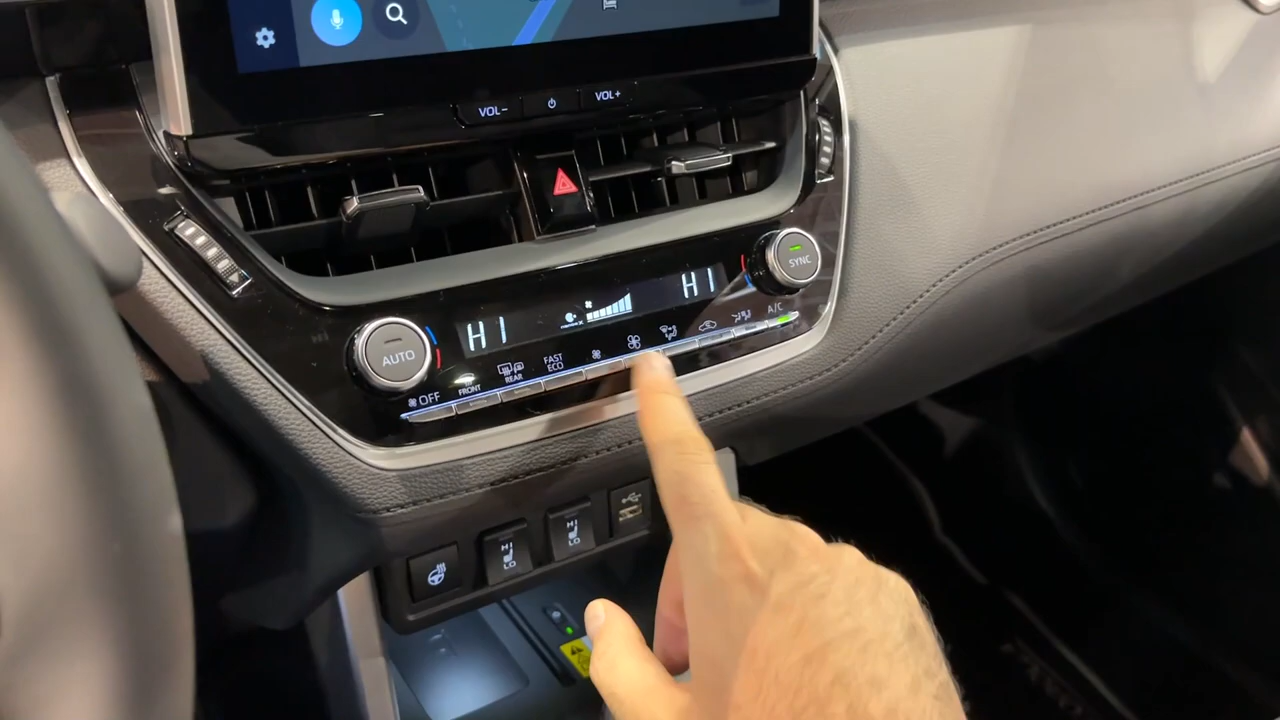 VOL- VOL+
SYNC
HI HI
AUTO
A/C
OFF FRONT REAR FAST
ECO
HI HI
LO LO